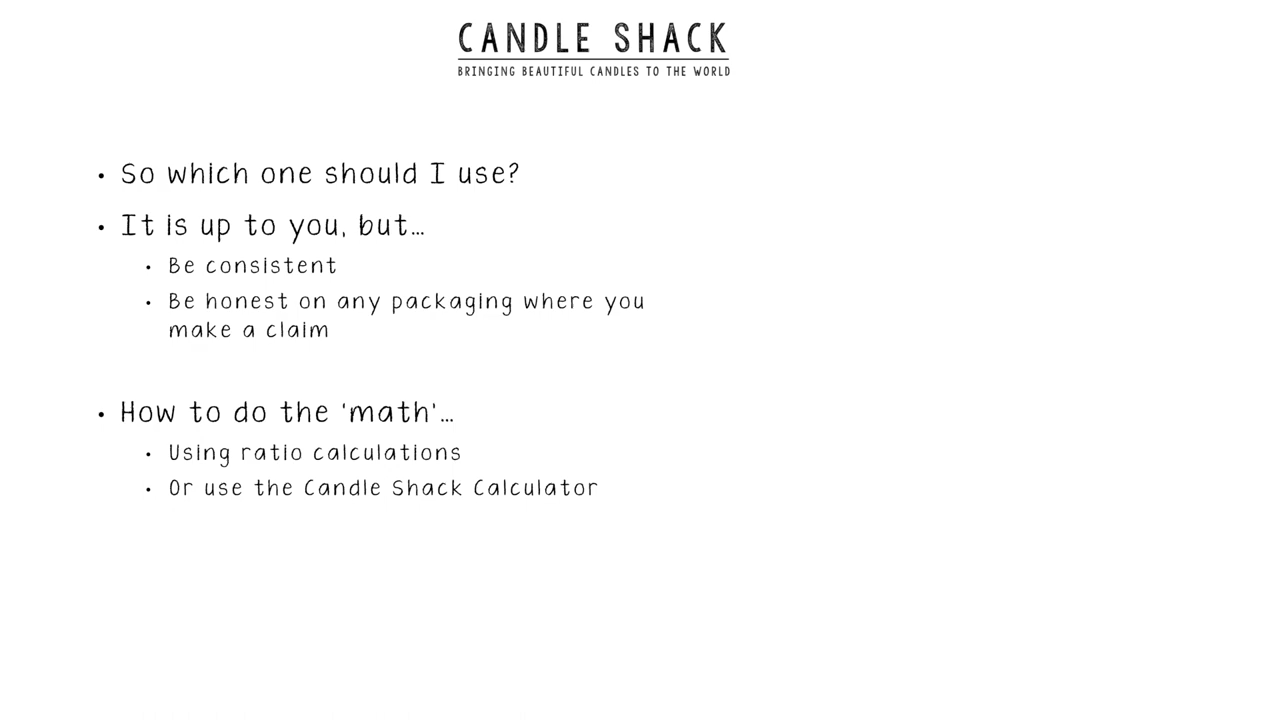 CANDLE SHACK
BRINGING BEAUTIFUL CANDLES TO THE WORLD
• So which one should I use?
• It is up to you, but…
• Be consistent
• Be honest on any packaging where you
make a claim
• How to do the 'math'…
• Using ratio calculations
• Or use the Candle Shack Calculator